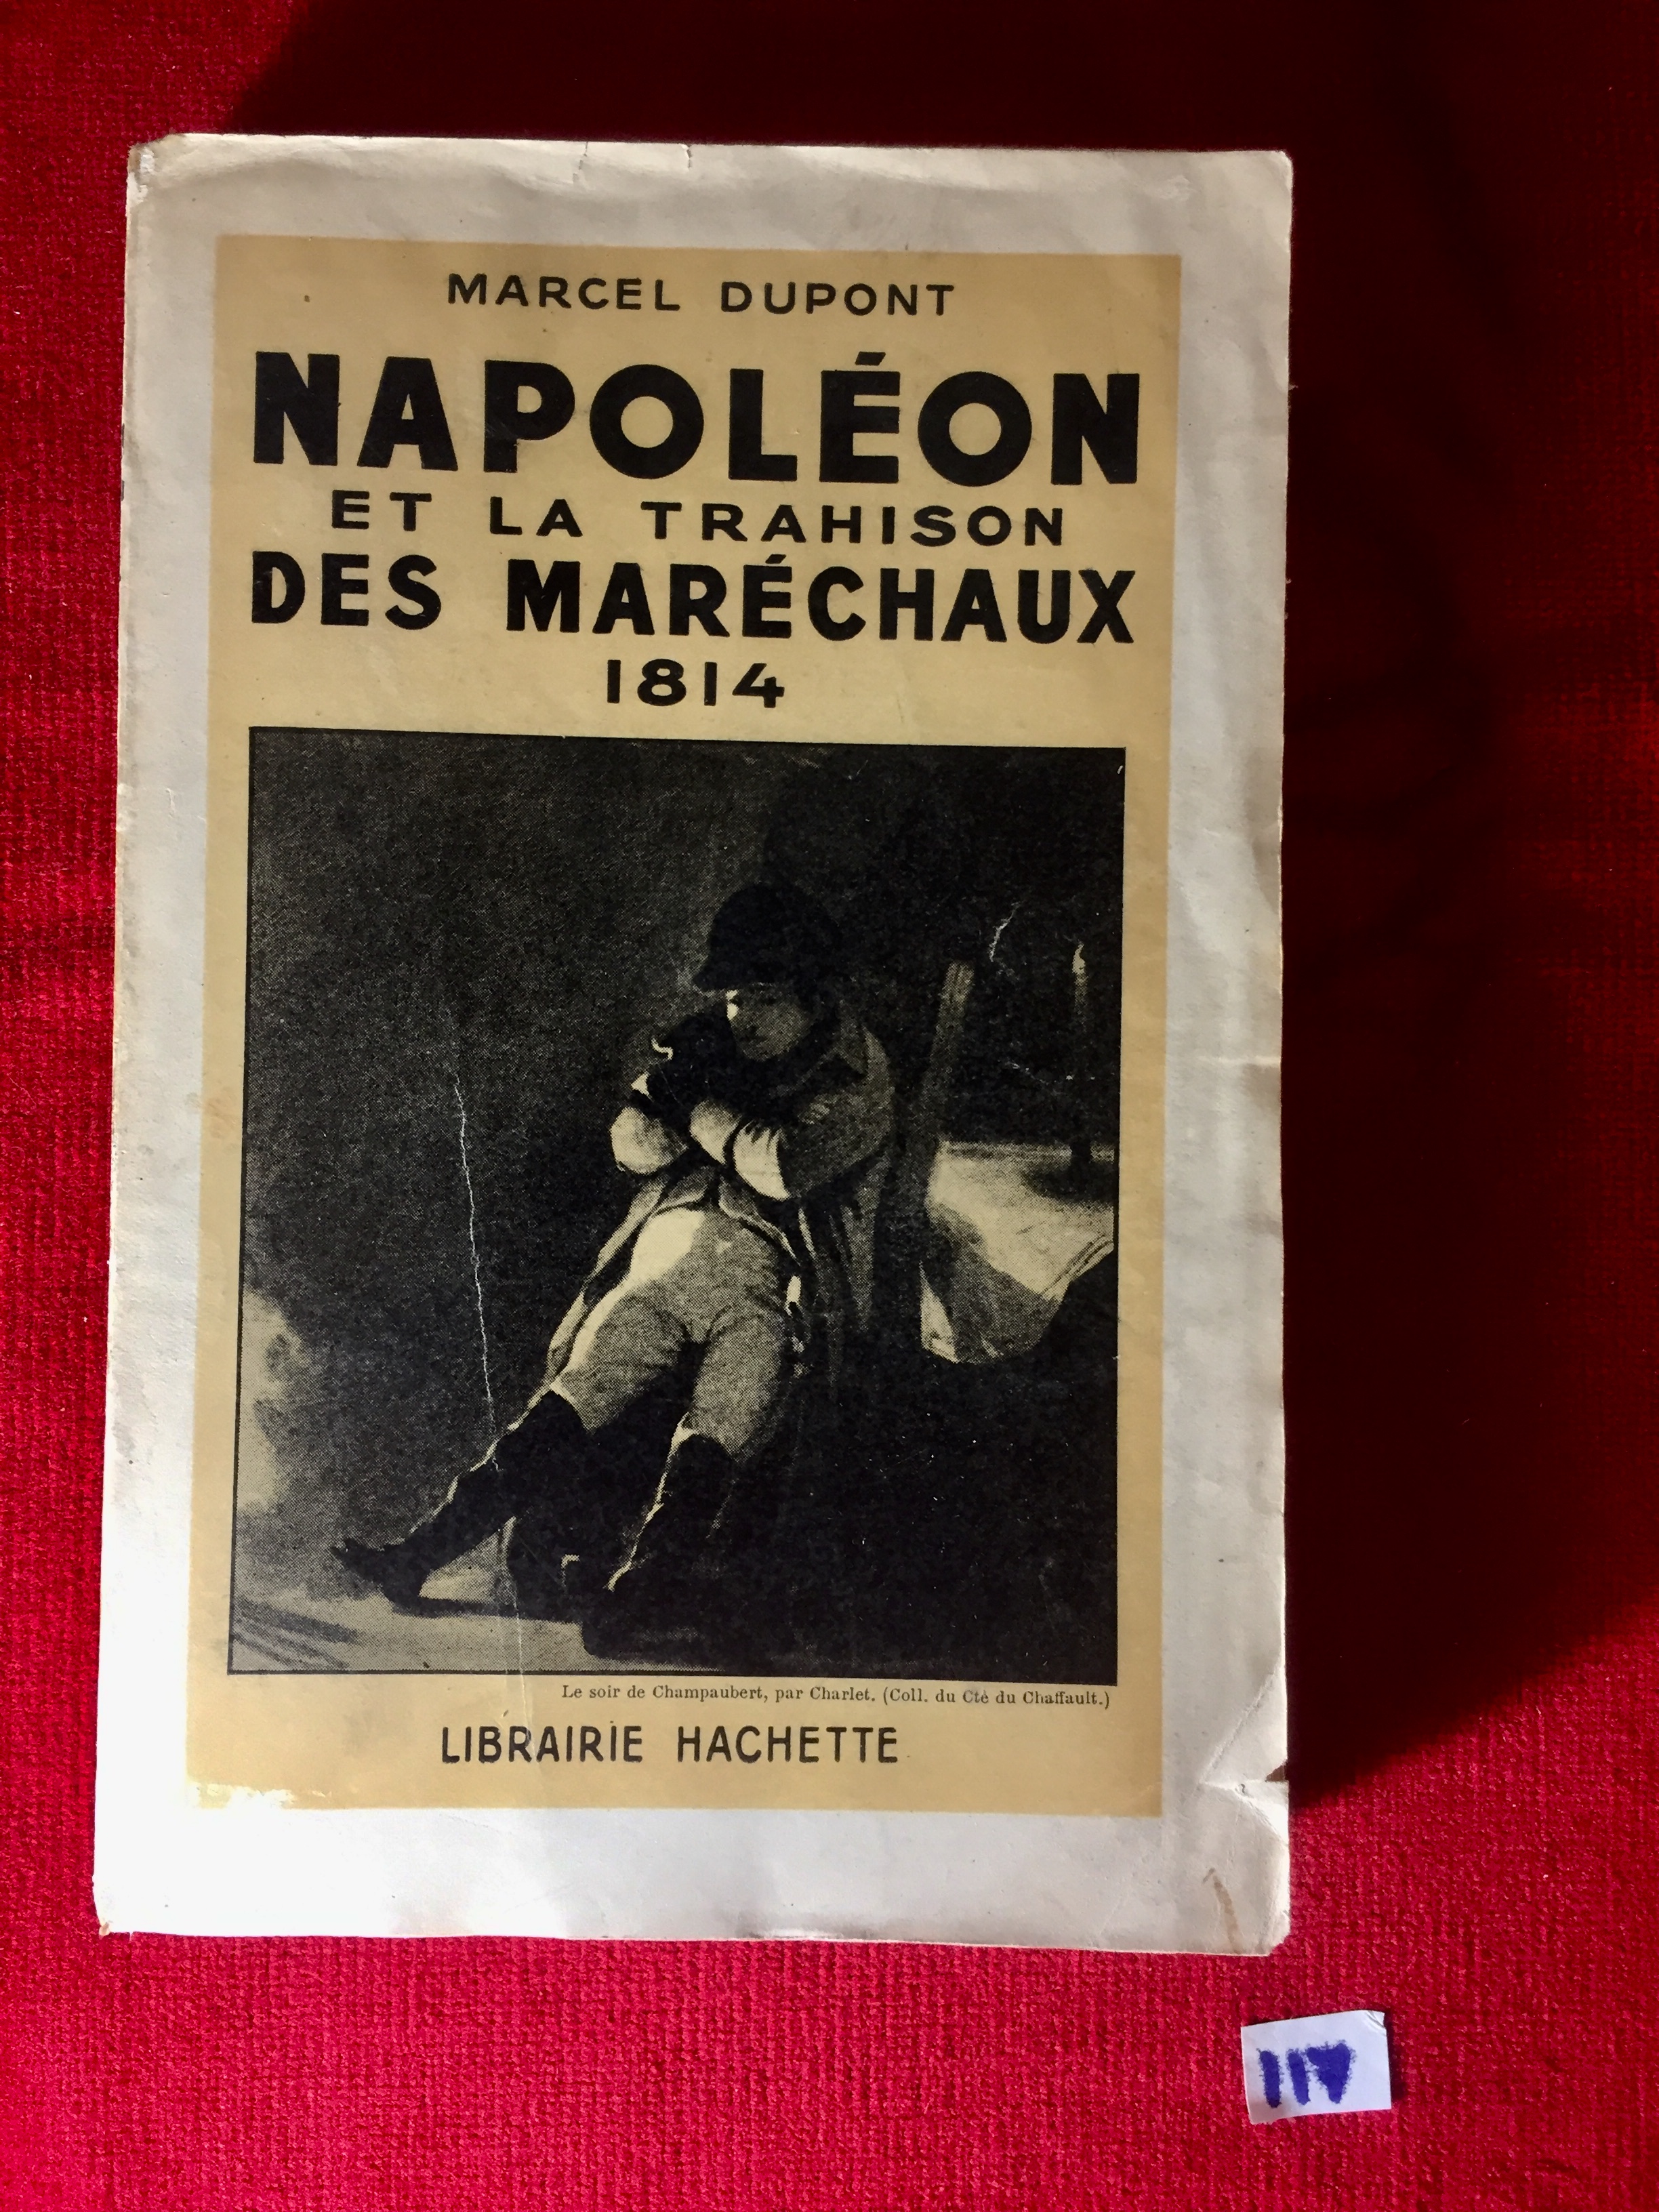 MARCEL DUPONT
NAPOLÉON
ET LA TRAHISON
DES MARÉCHAUX
1814
Le soir de Champaubert, par Charlet. (Coll. du Cte du Chaffault.)
LIBRAIRIE HACHETTE
117